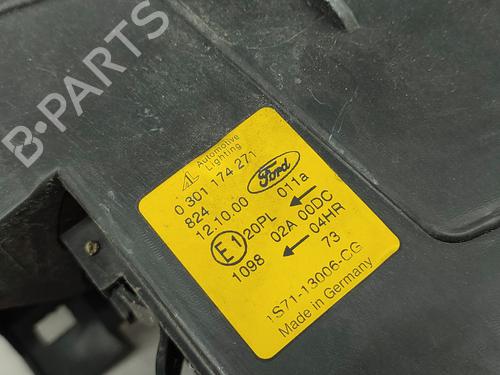 B-PARTS
AL Automotive Lighting
0 301 174 271
824
12.10.00
Ford
E1 20PL 011a
02A 00DC
1098 04HR
73
1S71-13006-CG
Made in Germany